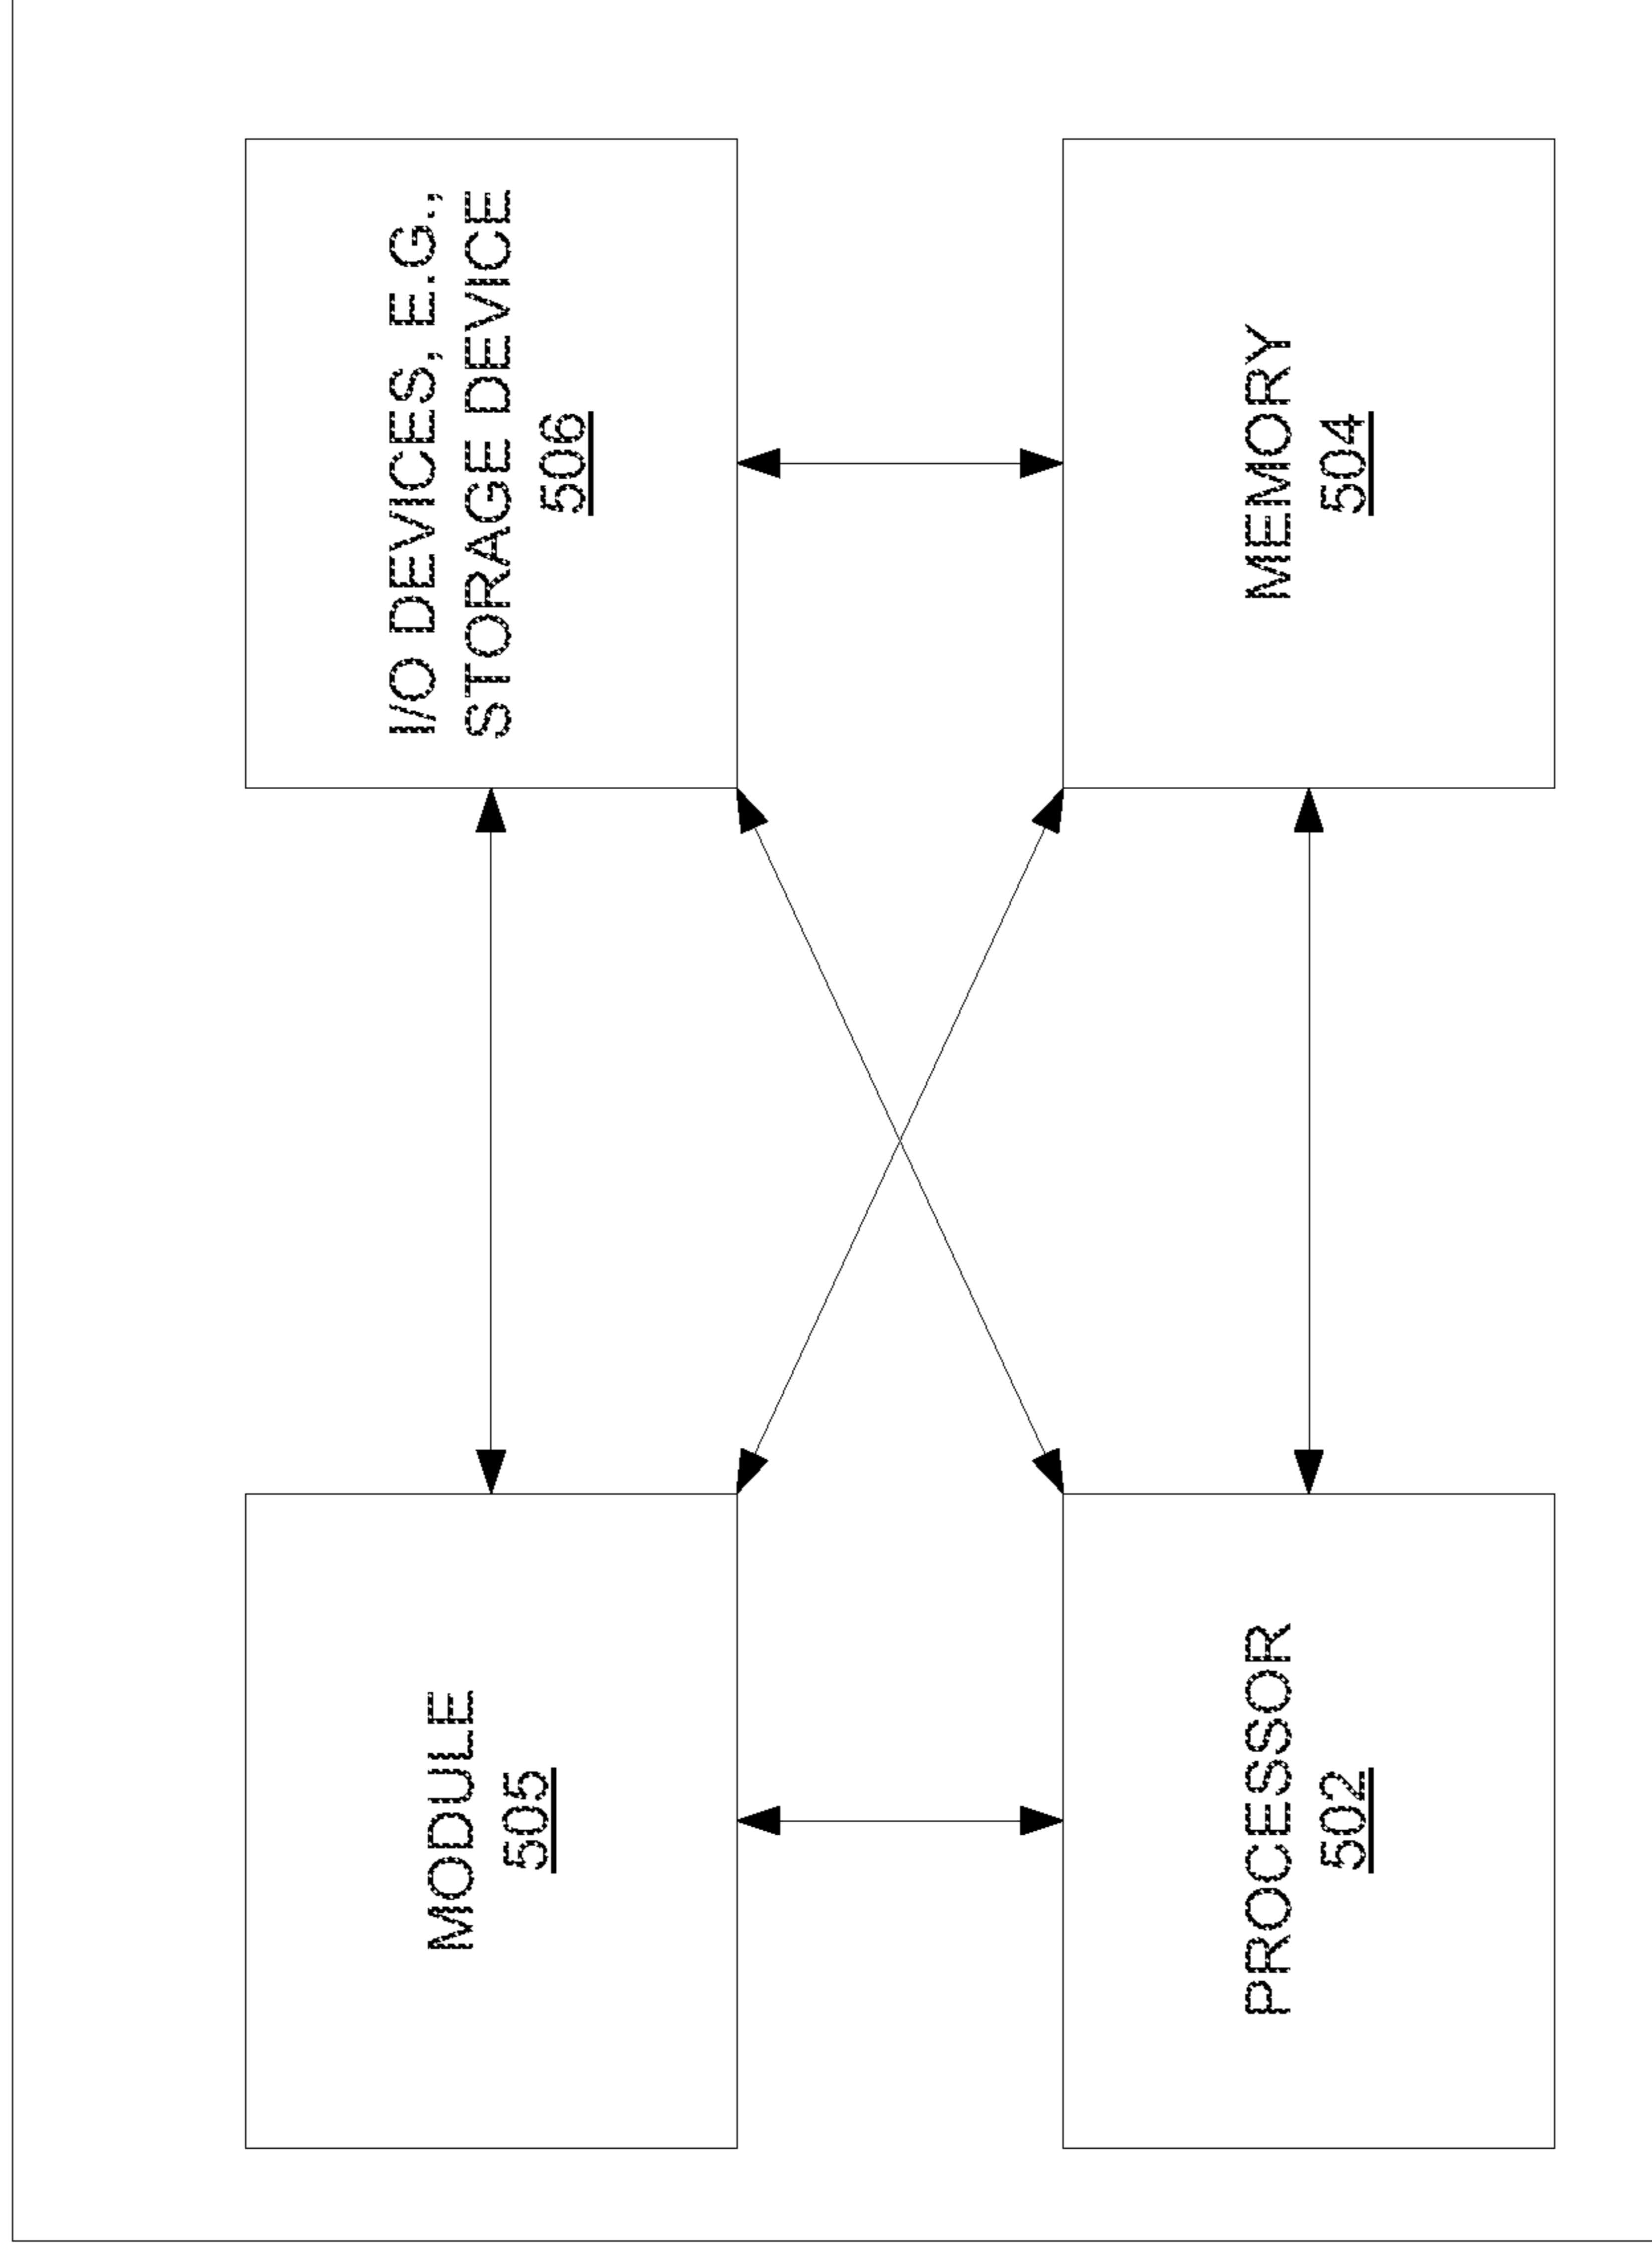 MODULE
505
I/O DEVICES, E.G.,
STORAGE DEVICE
506
PROCESSOR
502
MEMORY
504